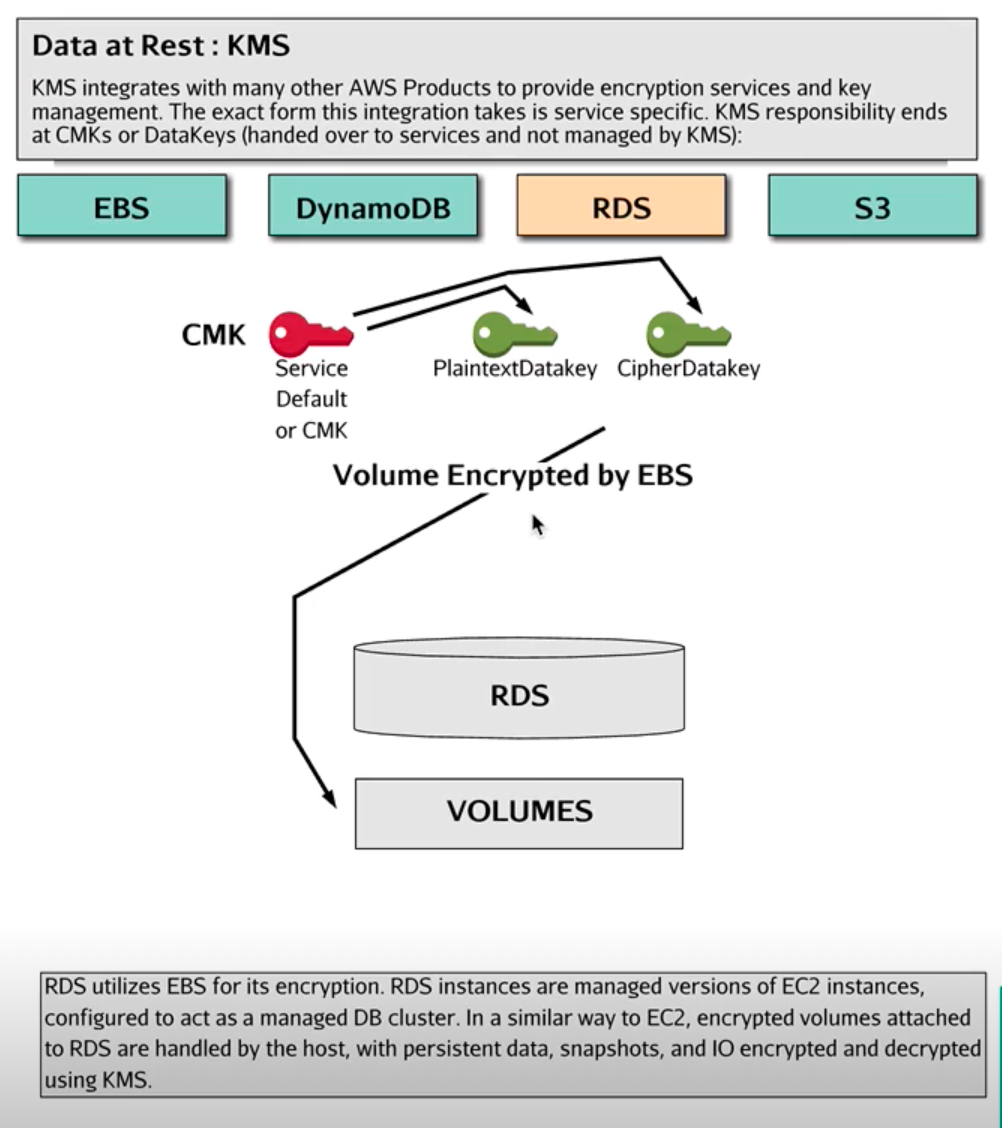 Data at Rest : KMS
KMS integrates with many other AWS Products to provide encryption services and key
management. The exact form this integration takes is service specific. KMS responsibility ends
at CMKs or DataKeys (handed over to services and not managed by KMS):
EBS
DynamoDB
RDS
S3
CMK
Service
Default
or CMK
PlaintextDatakey
CipherDatakey
Volume Encrypted by EBS
RDS
VOLUMES
RDS utilizes EBS for its encryption. RDS instances are managed versions of EC2 instances,
configured to act as a managed DB cluster. In a similar way to EC2, encrypted volumes attached
to RDS are handled by the host, with persistent data, snapshots, and IO encrypted and decrypted
using KMS.